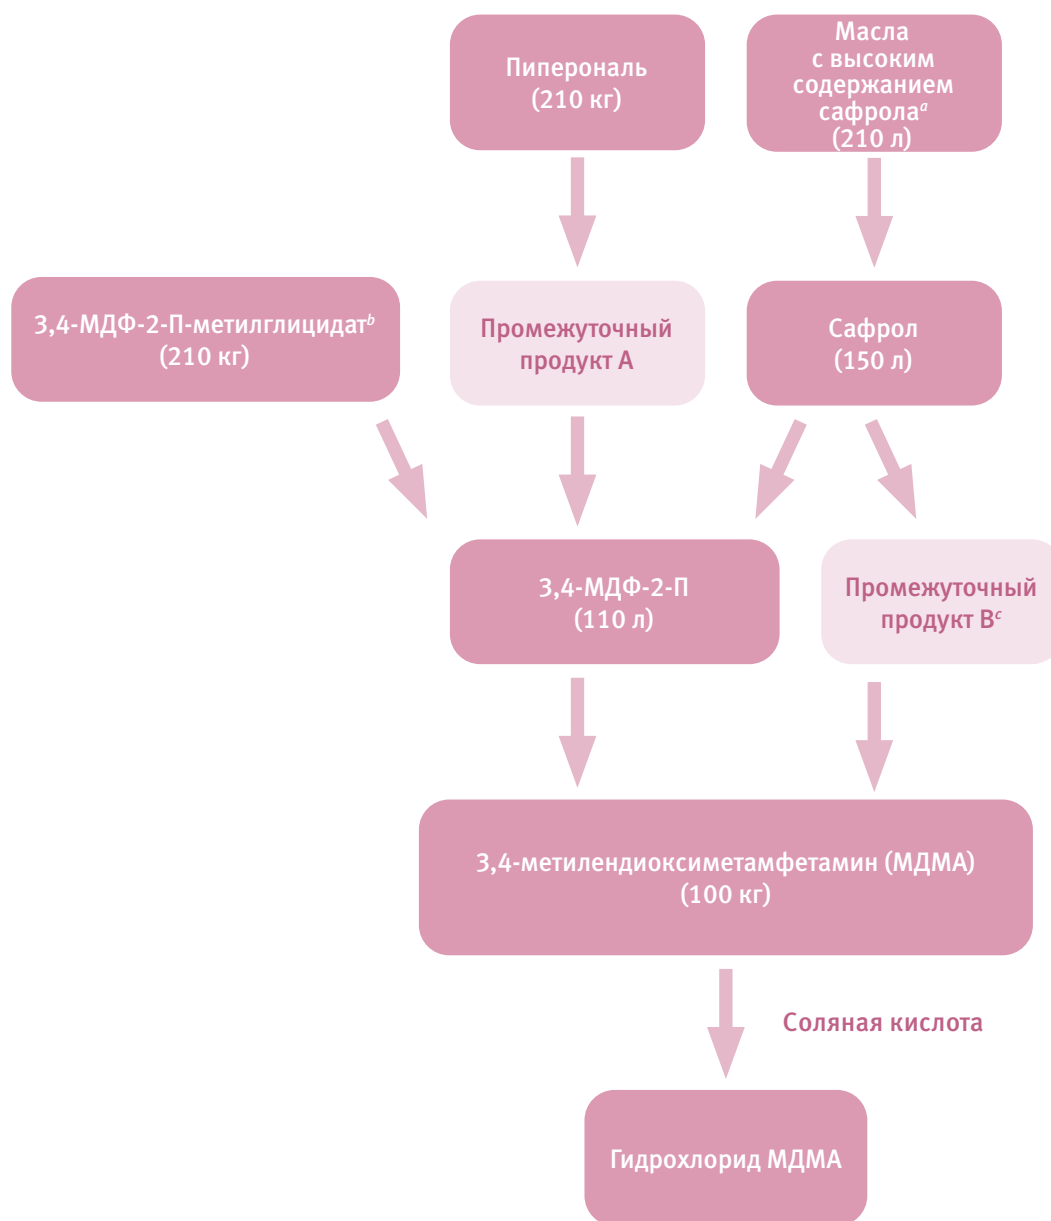 Пиперональ
(210 кг)
Масла
с высоким
содержанием
сафролаᵃ
(210 л)
3,4-МДФ-2-П-метилглицидатᵇ
(210 кг)
Промежуточный
продукт А
Сафрол
(150 л)
3,4-МДФ-2-П
(110 л)
Промежуточный
продукт Вᶜ
3,4-метилендиоксиметамфетамин (МДМА)
(100 кг)
Соляная кислота
Гидрохлорид МДМА